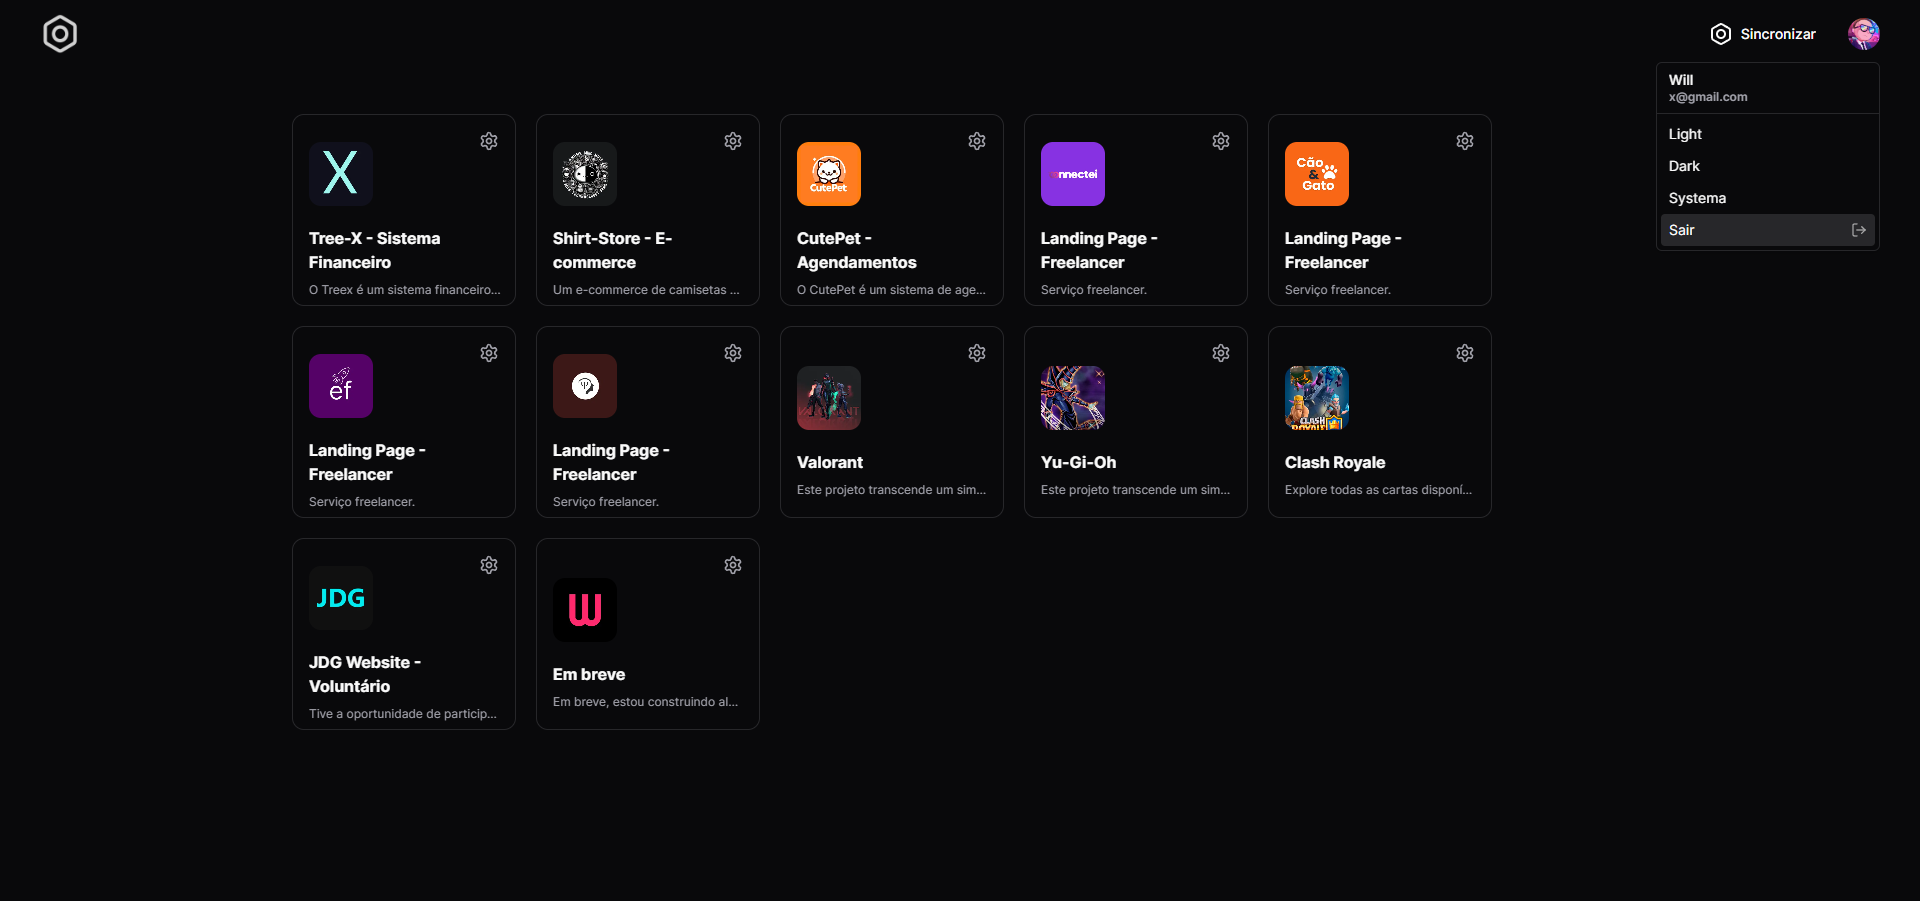 Sincronizar
Will
x@gmail.com
Light
Dark
Systema
Sair
X
Tree-X - Sistema
Financeiro
O Treex é um sistema financeiro...
Shirt-Store - E-
commerce
Um e-commerce de camisetas ...
CutePet
CutePet -
Agendamentos
O CutePet é um sistema de age...
nnectei
Landing Page -
Freelancer
Serviço freelancer.
Cão
&
Gato
Landing Page -
Freelancer
Serviço freelancer.
ef
Landing Page -
Freelancer
Serviço freelancer.
Landing Page -
Freelancer
Serviço freelancer.
Valorant
Este projeto transcende um sim...
Yu-Gi-Oh
Este projeto transcende um sim...
CLASH
ROYALE
Clash Royale
Explore todas as cartas disponí...
JDG
JDG Website -
Voluntário
Tive a oportunidade de particip...
W
Em breve
Em breve, estou construindo al...